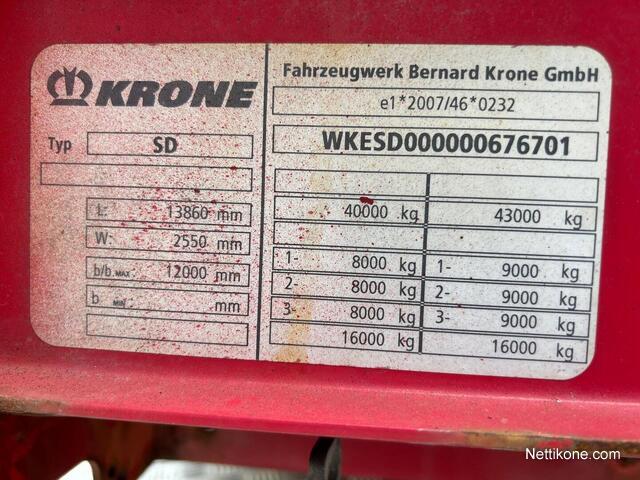 KRONE
Fahrzeugwerk Bernard Krone GmbH
e1*2007/46*0232
Typ SD
WKESD000000676701
L: 13860 mm
40000 kg 43000 kg
W: 2550 mm
b/b. MAX 12000 mm
1- 8000 kg 1- 9000 kg
b MIN mm
2- 8000 kg 2- 9000 kg
3- 8000 kg 3- 9000 kg
16000 kg 16000 kg
Nettikone.com